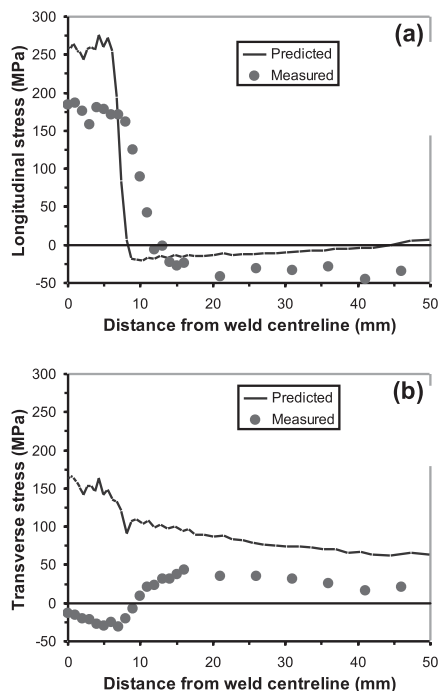 (a)
Predicted
Measured
Longitudinal stress (MPa)
300
250
200
150
100
50
0
-50
0 10 20 30 40 50
Distance from weld centreline (mm)
(b)
Predicted
Measured
Transverse stress (MPa)
300
250
200
150
100
50
0
-50
0 10 20 30 40 50
Distance from weld centreline (mm)